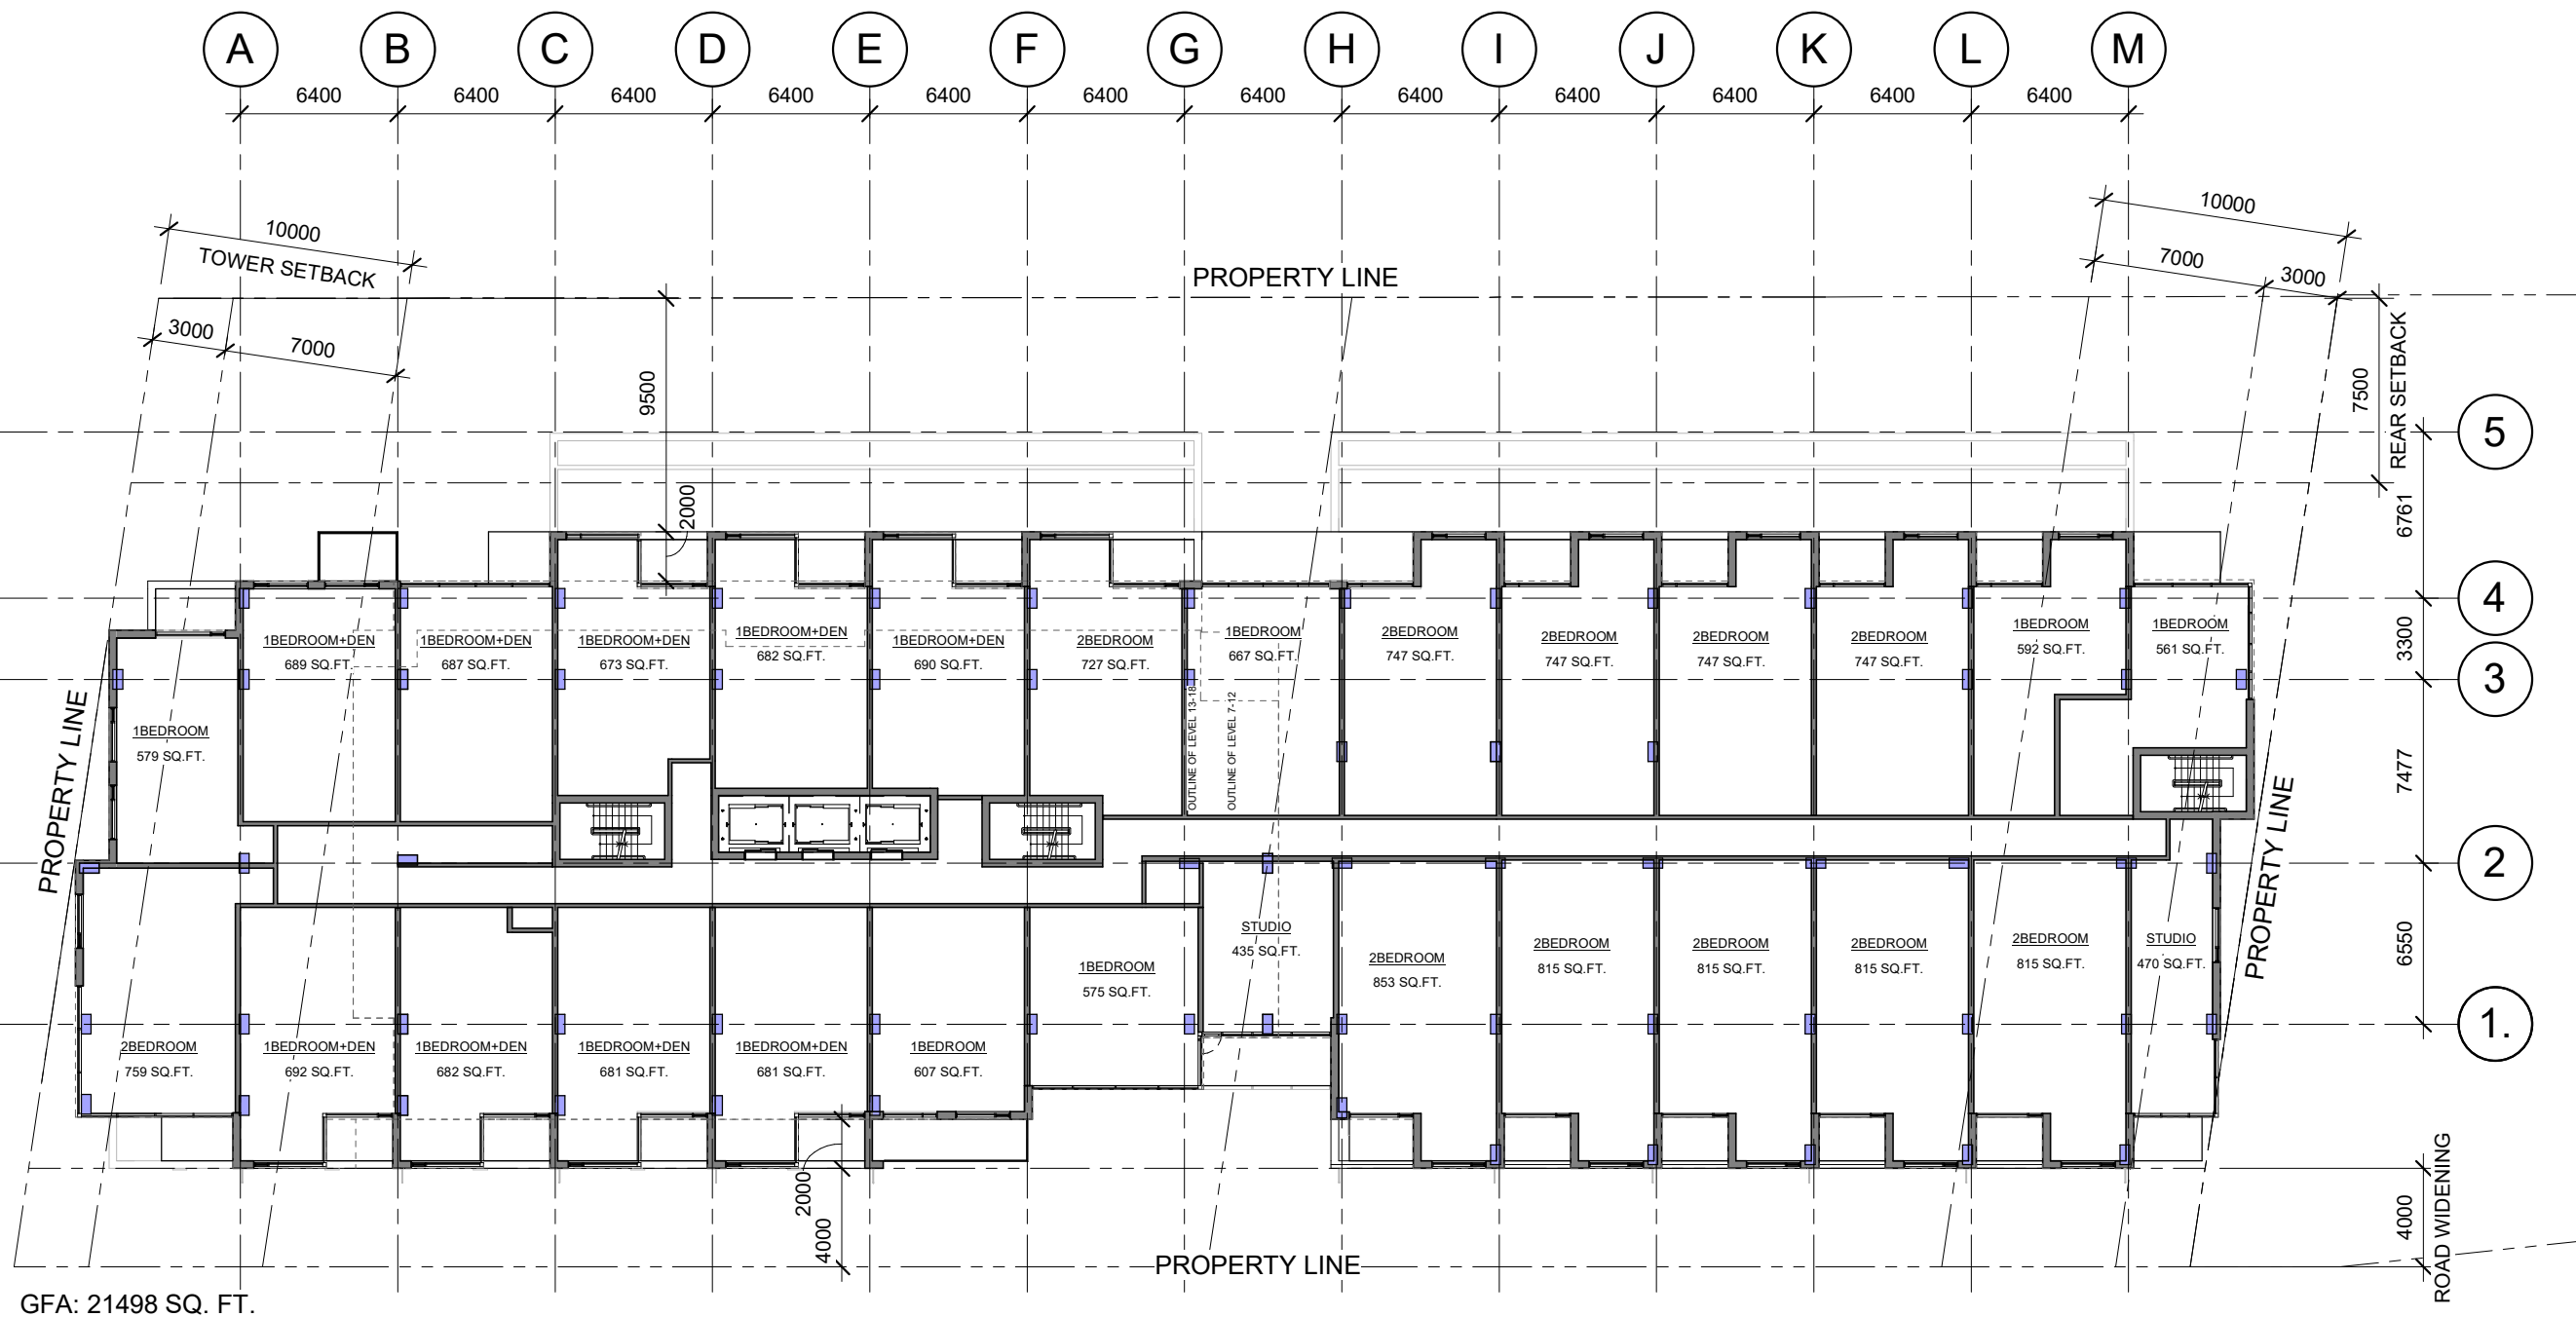 A B C D E F G H I J K L M
6400 6400 6400 6400 6400 6400 6400 6400 6400 6400 6400 6400
10000
TOWER SETBACK
3000
7000
9500
2000
PROPERTY LINE
10000
7000
3000
7500
REAR SETBACK
5
6761
4
3300
3
7477
2
6550
1.
4000
ROAD WIDENING
PROPERTY LINE
PROPERTY LINE
1BEDROOM
579 SQ.FT.
1BEDROOM+DEN
689 SQ.FT.
1BEDROOM+DEN
687 SQ.FT.
1BEDROOM+DEN
673 SQ.FT.
1BEDROOM+DEN
682 SQ.FT.
1BEDROOM+DEN
690 SQ.FT.
2BEDROOM
727 SQ.FT.
1BEDROOM
667 SQ.FT.
OUTLINE OF LEVEL 13-18
OUTLINE OF LEVEL 7-12
2BEDROOM
747 SQ.FT.
2BEDROOM
747 SQ.FT.
2BEDROOM
747 SQ.FT.
2BEDROOM
747 SQ.FT.
1BEDROOM
592 SQ.FT.
1BEDROOM
561 SQ.FT.
2BEDROOM
759 SQ.FT.
1BEDROOM+DEN
692 SQ.FT.
1BEDROOM+DEN
682 SQ.FT.
1BEDROOM+DEN
681 SQ.FT.
1BEDROOM+DEN
681 SQ.FT.
1BEDROOM
607 SQ.FT.
1BEDROOM
575 SQ.FT.
STUDIO
435 SQ.FT.
2BEDROOM
853 SQ.FT.
2BEDROOM
815 SQ.FT.
2BEDROOM
815 SQ.FT.
2BEDROOM
815 SQ.FT.
2BEDROOM
815 SQ.FT.
STUDIO
470 SQ.FT.
2000
4000
PROPERTY LINE
GFA: 21498 SQ. FT.